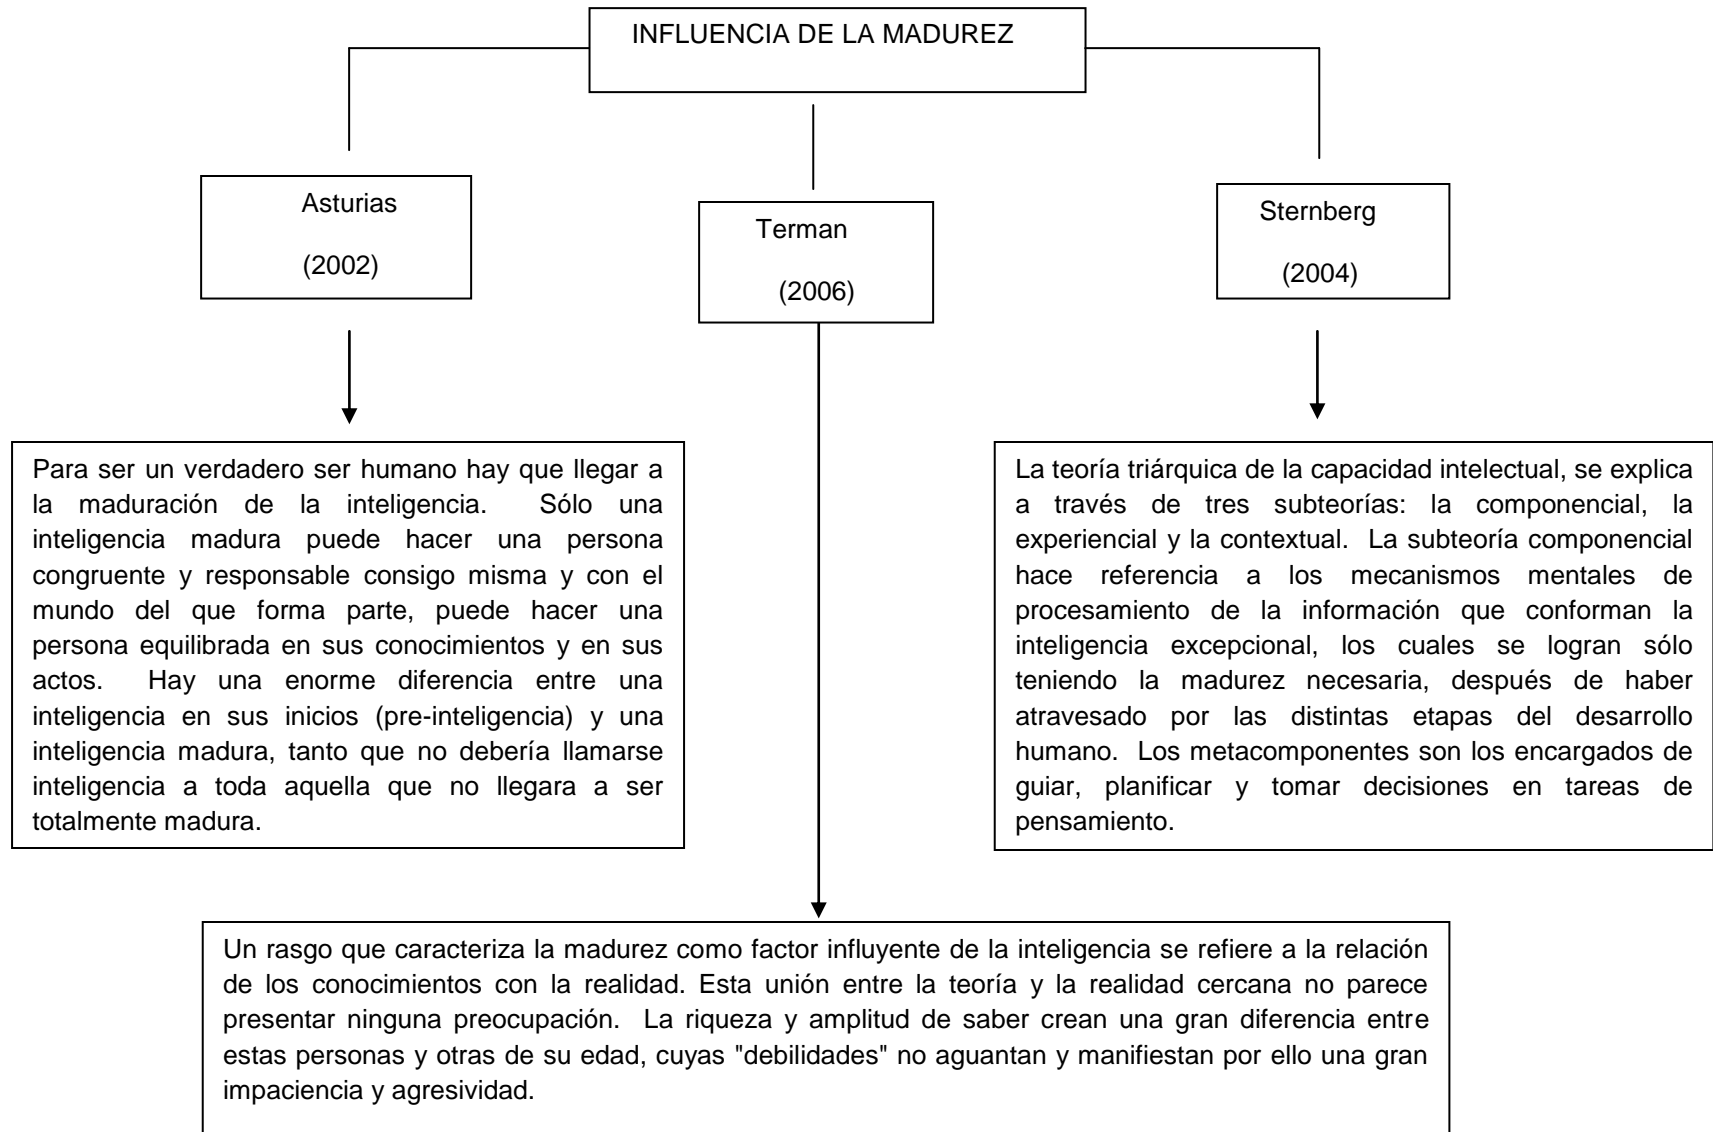 INFLUENCIA DE LA MADUREZ
Asturias
(2002)
Terman
(2006)
Sternberg
(2004)
Para ser un verdadero ser humano hay que llegar a
la maduración de la inteligencia. Sólo una
inteligencia madura puede hacer una persona
congruente y responsable consigo misma y con el
mundo del que forma parte, puede hacer una
persona equilibrada en sus conocimientos y en sus
actos. Hay una enorme diferencia entre una
inteligencia en sus inicios (pre-inteligencia) y una
inteligencia madura, tanto que no debería llamarse
inteligencia a toda aquella que no llegara a ser
totalmente madura.
La teoría triárquica de la capacidad intelectual, se explica
a través de tres subteorías: la componencial, la
experiencial y la contextual. La subteoría componencial
hace referencia a los mecanismos mentales de
procesamiento de la información que conforman la
inteligencia excepcional, los cuales se logran sólo
teniendo la madurez necesaria, después de haber
atravesado por las distintas etapas del desarrollo
humano. Los metacomponentes son los encargados de
guiar, planificar y tomar decisiones en tareas de
pensamiento.
Un rasgo que caracteriza la madurez como factor influyente de la inteligencia se refiere a la relación
de los conocimientos con la realidad. Esta unión entre la teoría y la realidad cercana no parece
presentar ninguna preocupación. La riqueza y amplitud de saber crean una gran diferencia entre
estas personas y otras de su edad, cuyas "debilidades" no aguantan y manifiestan por ello una gran
impaciencia y agresividad.